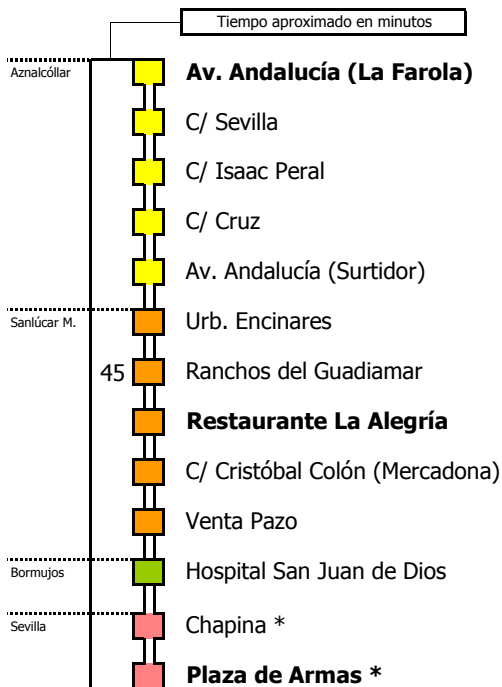 Tiempo aproximado en minutos
Aznalcóllar
Av. Andalucía (La Farola)
C/ Sevilla
C/ Isaac Peral
C/ Cruz
Av. Andalucía (Surtidor)
Sanlúcar M.
Urb. Encinares
45
Ranchos del Guadiamar
Restaurante La Alegría
C/ Cristóbal Colón (Mercadona)
Venta Pazo
Bormujos
Hospital San Juan de Dios
Sevilla
Chapina *
Plaza de Armas *